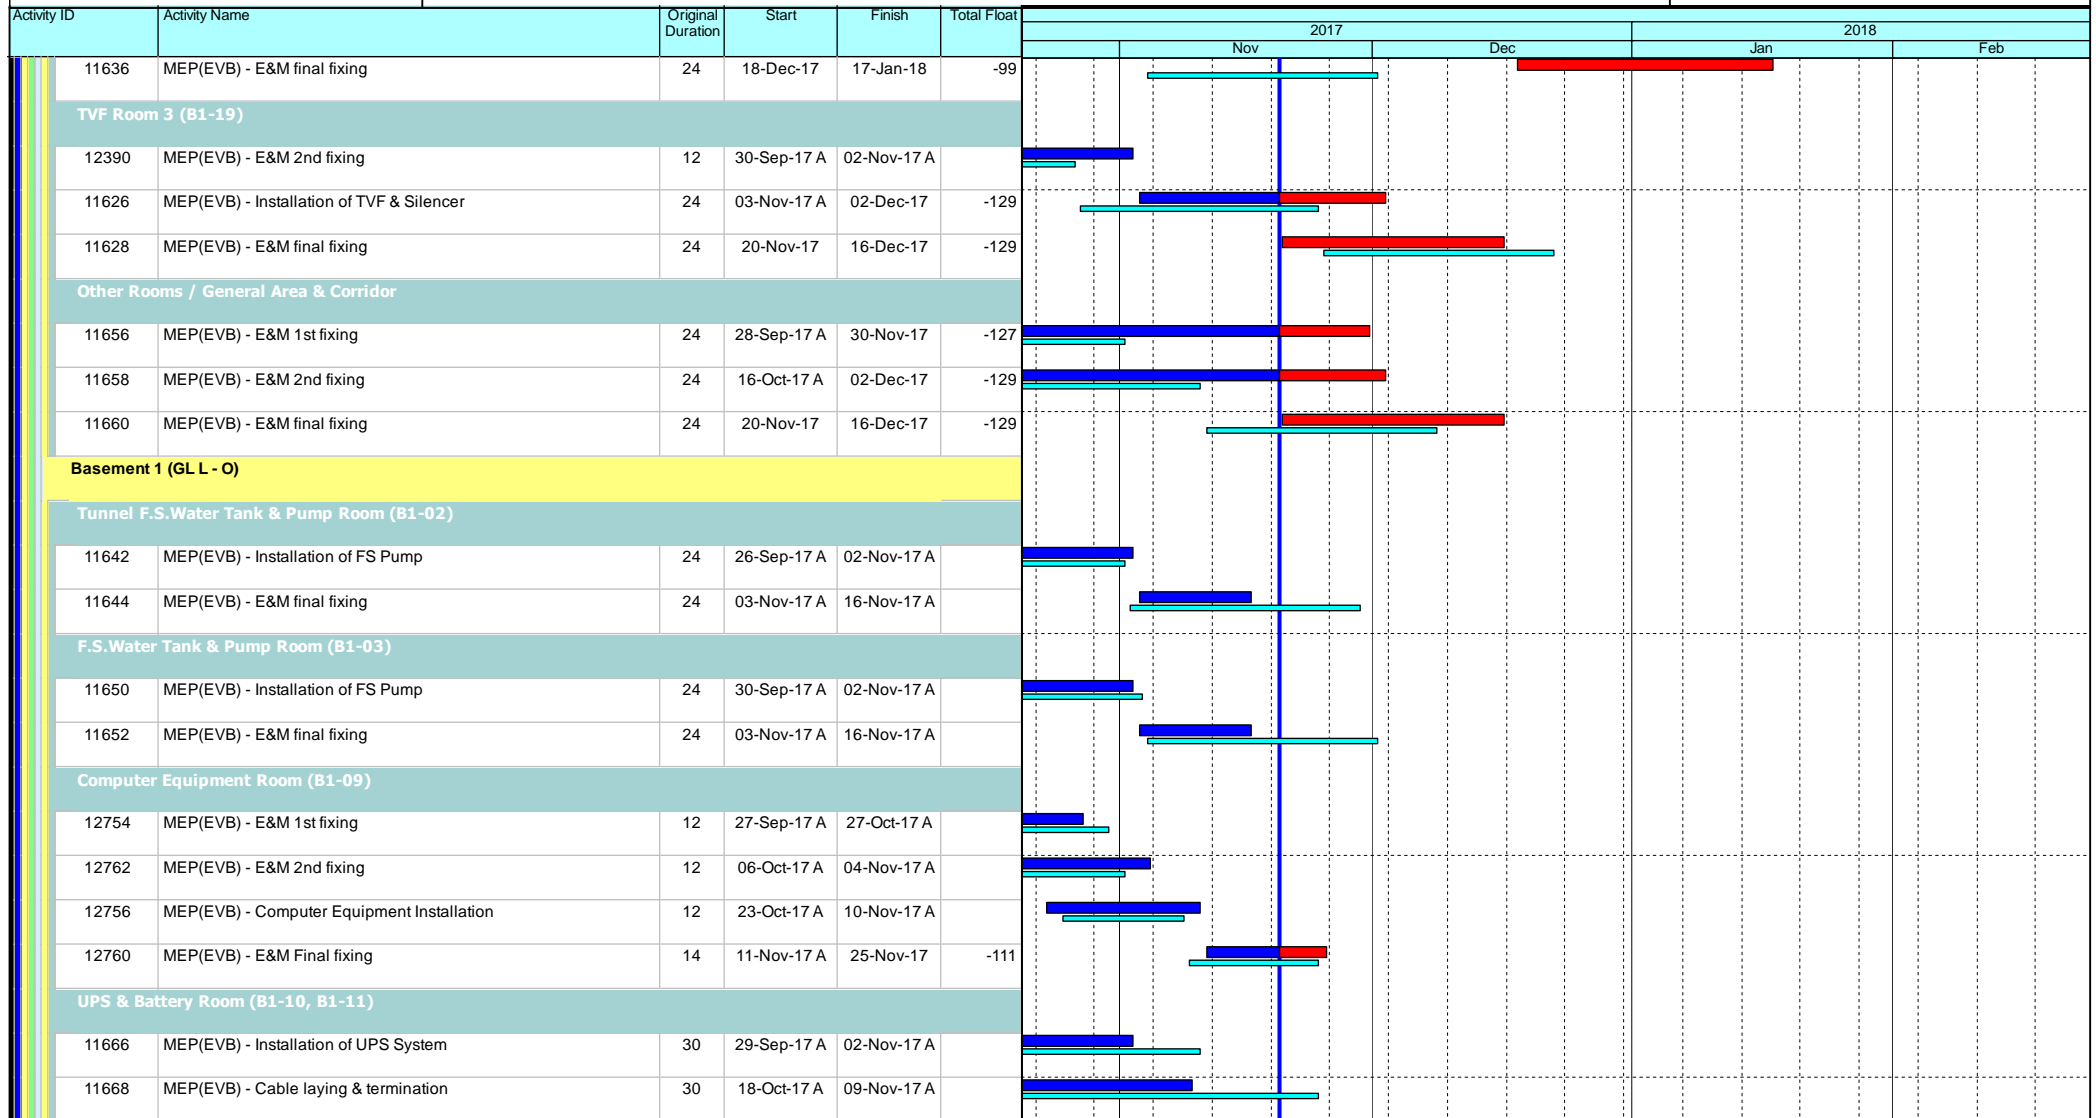 Activity ID Activity Name Original Duration Start Finish Total Float 2017 2018
Nov Dec Jan Feb
11636 MEP(EVB) - E&M final fixing 24 18-Dec-17 17-Jan-18 -99
TVF Room 3 (B1-19)
12390 MEP(EVB) - E&M 2nd fixing 12 30-Sep-17 A 02-Nov-17 A
11626 MEP(EVB) - Installation of TVF & Silencer 24 03-Nov-17 A 02-Dec-17 -129
11628 MEP(EVB) - E&M final fixing 24 20-Nov-17 16-Dec-17 -129
Other Rooms / General Area & Corridor
11656 MEP(EVB) - E&M 1st fixing 24 28-Sep-17 A 30-Nov-17 -127
11658 MEP(EVB) - E&M 2nd fixing 24 16-Oct-17 A 02-Dec-17 -129
11660 MEP(EVB) - E&M final fixing 24 20-Nov-17 16-Dec-17 -129
Basement 1 (GL L - O)
Tunnel F.S.Water Tank & Pump Room (B1-02)
11642 MEP(EVB) - Installation of FS Pump 24 26-Sep-17 A 02-Nov-17 A
11644 MEP(EVB) - E&M final fixing 24 03-Nov-17 A 16-Nov-17 A
F.S.Water Tank & Pump Room (B1-03)
11650 MEP(EVB) - Installation of FS Pump 24 30-Sep-17 A 02-Nov-17 A
11652 MEP(EVB) - E&M final fixing 24 03-Nov-17 A 16-Nov-17 A
Computer Equipment Room (B1-09)
12754 MEP(EVB) - E&M 1st fixing 12 27-Sep-17 A 27-Oct-17 A
12762 MEP(EVB) - E&M 2nd fixing 12 06-Oct-17 A 04-Nov-17 A
12756 MEP(EVB) - Computer Equipment Installation 12 23-Oct-17 A 10-Nov-17 A
12760 MEP(EVB) - E&M Final fixing 14 11-Nov-17 A 25-Nov-17 -111
UPS & Battery Room (B1-10, B1-11)
11666 MEP(EVB) - Installation of UPS System 30 29-Sep-17 A 02-Nov-17 A
11668 MEP(EVB) - Cable laying & termination 30 18-Oct-17 A 09-Nov-17 A